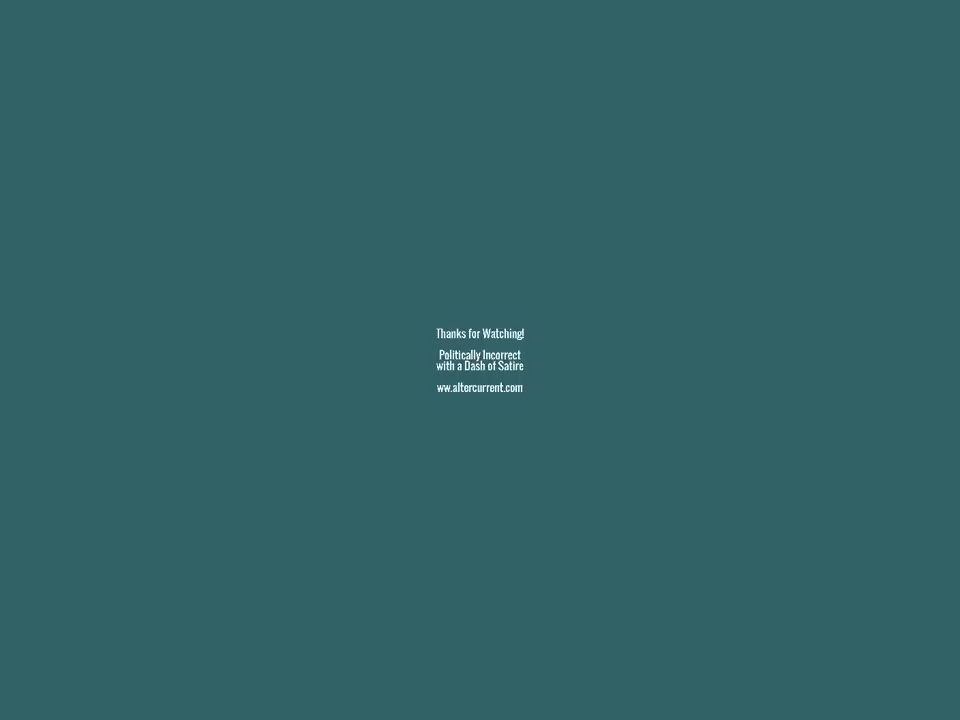 Thanks for Watching!
Politically Incorrect
with a Dash of Satire
ww.altercurrent.com